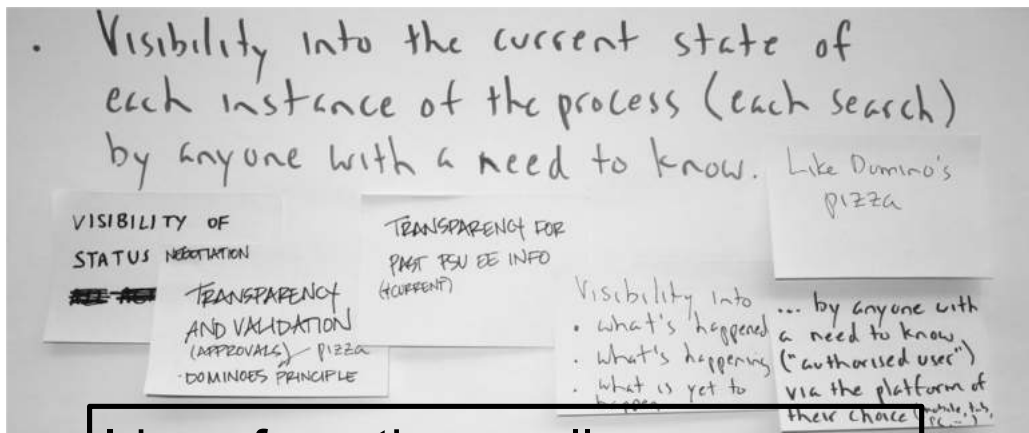 . Visibility into the current state of
each instance of the process (each search)
by anyone with a need to know.
Like Domino's
pizza
VISIBILITY OF
STATUS NEGOTIATION
TRANSPARENCY
AND VALIDATION
(APPROVALS) PIZZA
DOMINOES PRINCIPLE
TRANSPARENCY FOR
PAST PSU EE INFO
(+CURRENT)
Visibility into
• what's happened
• what's happening
• what is yet to
... by anyone with
a need to know
("authorised user")
via the platform of
their choice (mobile, tab,